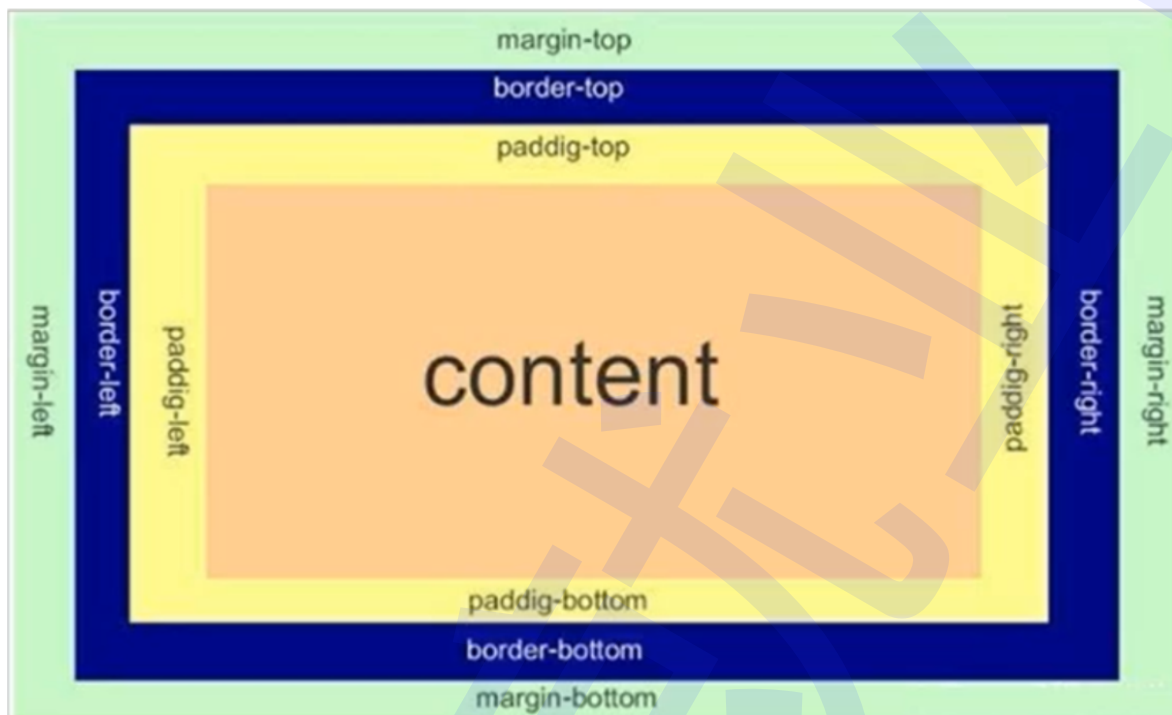 margin-top
border-top
paddig-top
margin-left
border-left
paddig-left
content
paddig-right
border-right
margin-right
paddig-bottom
border-bottom
margin-bottom